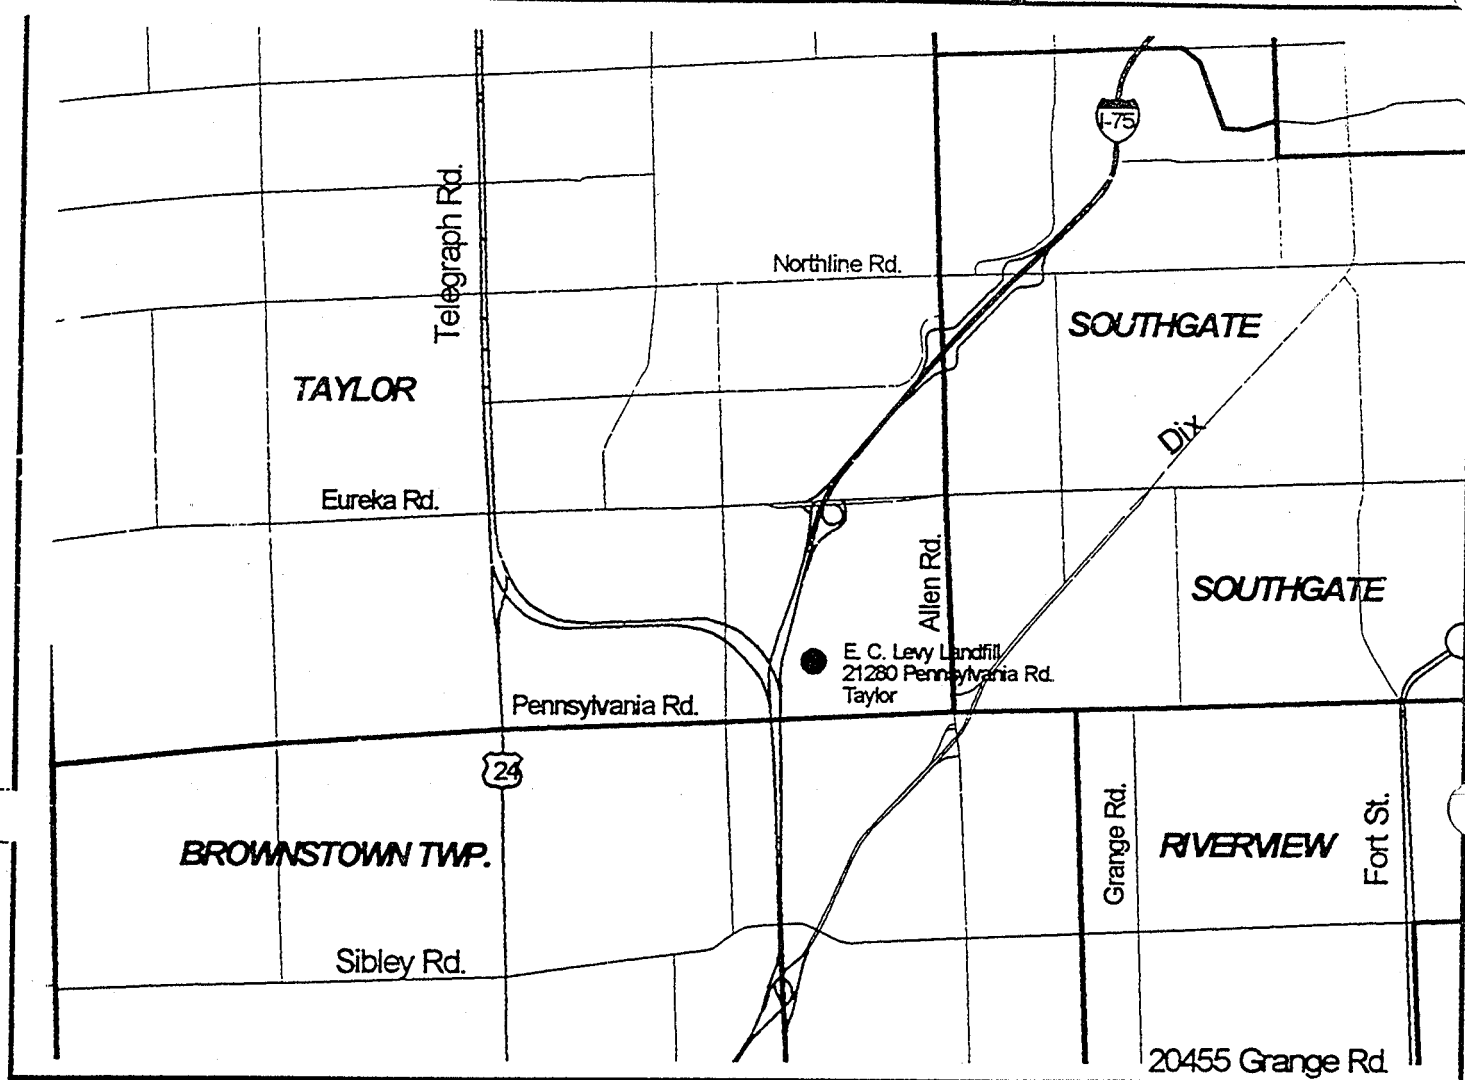 I-75
Telegraph Rd.
Northline Rd.
SOUTHGATE
TAYLOR
Dix
Eureka Rd.
Allen Rd.
SOUTHGATE
E. C. Levy Landfill
21280 Pennsylvania Rd.
Taylor
Pennsylvania Rd.
24
Grange Rd.
Fort St.
BROWNSTOWN TWP.
RIVERVIEW
Sibley Rd.
20455 Grange Rd.